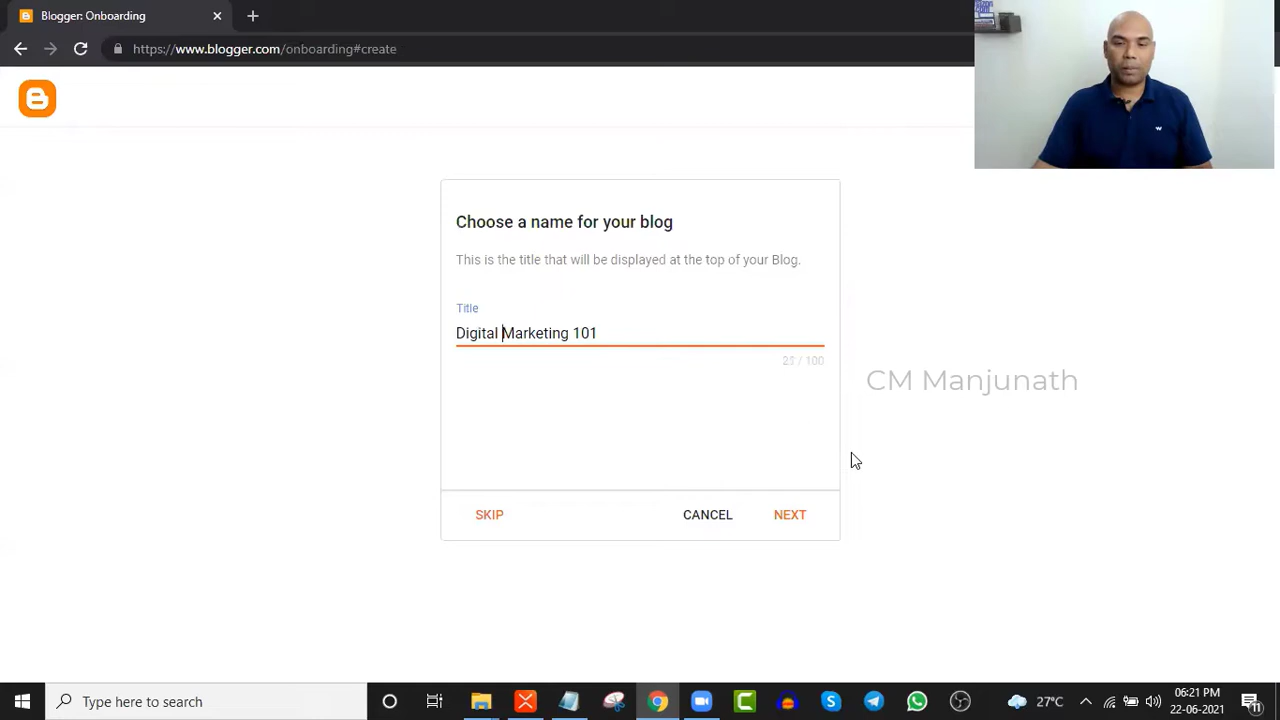 Blogger: Onboarding
https://www.blogger.com/onboarding#create
Choose a name for your blog
This is the title that will be displayed at the top of your Blog.
Title
Digital Marketing 101
/ 100
CM Manjunath
SKIP
CANCEL
NEXT
Type here to search
27°C
06:21 PM
22-06-2021
11